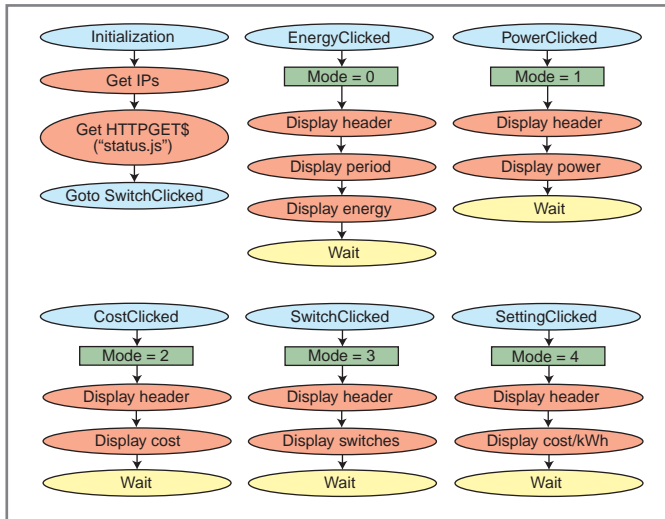 Initialization
Get IPs
Get HTTPGET$
(“status.js”)
Goto SwitchClicked
EnergyClicked
Mode = 0
Display header
Display period
Display energy
Wait
PowerClicked
Mode = 1
Display header
Display power
Wait
CostClicked
Mode = 2
Display header
Display cost
Wait
SwitchClicked
Mode = 3
Display header
Display switches
Wait
SettingClicked
Mode = 4
Display header
Display cost/kWh
Wait